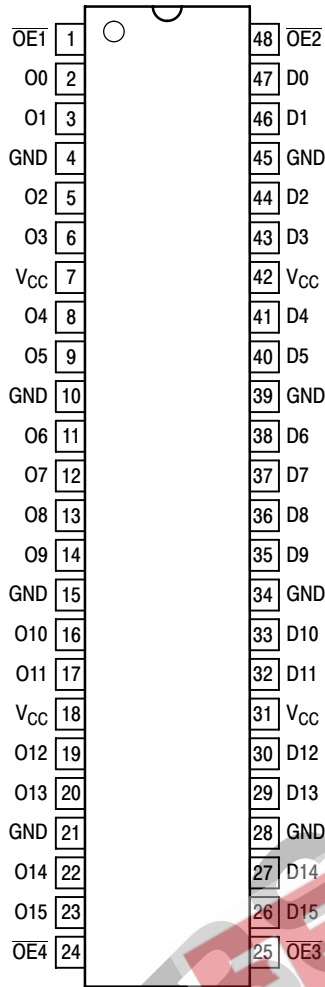 OE1 1 48 OE2
O0 2 47 D0
O1 3 46 D1
GND 4 45 GND
O2 5 44 D2
O3 6 43 D3
VCC 7 42 VCC
O4 8 41 D4
O5 9 40 D5
GND 10 39 GND
O6 11 38 D6
O7 12 37 D7
O8 13 36 D8
O9 14 35 D9
GND 15 34 GND
O10 16 33 D10
O11 17 32 D11
VCC 18 31 VCC
O12 19 30 D12
O13 20 29 D13
GND 21 28 GND
O14 22 27 D14
O15 23 26 D15
OE4 24 25 OE3